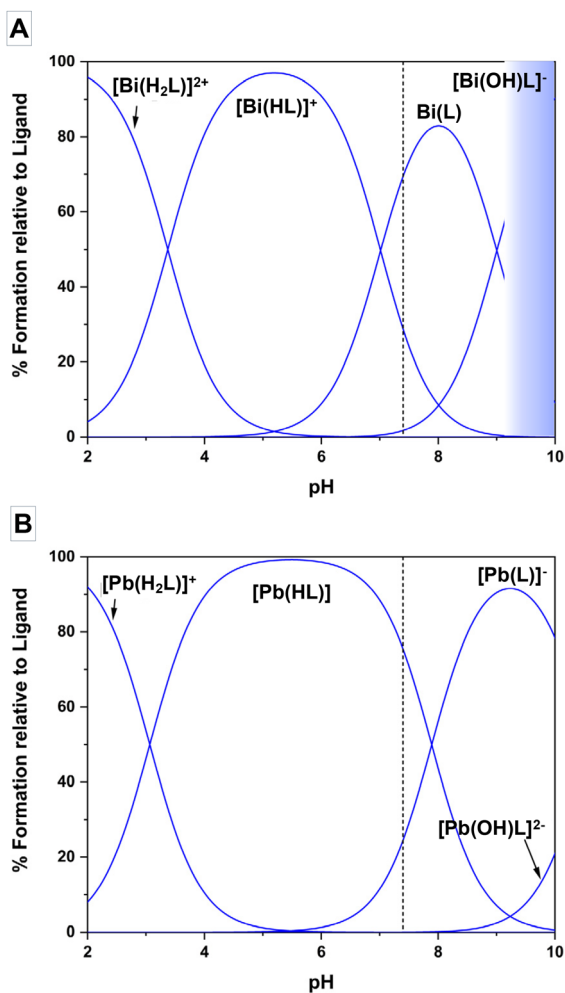 A
% Formation relative to Ligand
100
80
60
40
20
0
[Bi(H₂L)]²⁺
[Bi(HL)]⁺
Bi(L)
[Bi(OH)L]⁻
2 4 6 8 10
pH
B
% Formation relative to Ligand
100
80
60
40
20
0
[Pb(H₂L)]⁺
[Pb(HL)]
[Pb(L)]⁻
[Pb(OH)L]²⁻
2 4 6 8 10
pH